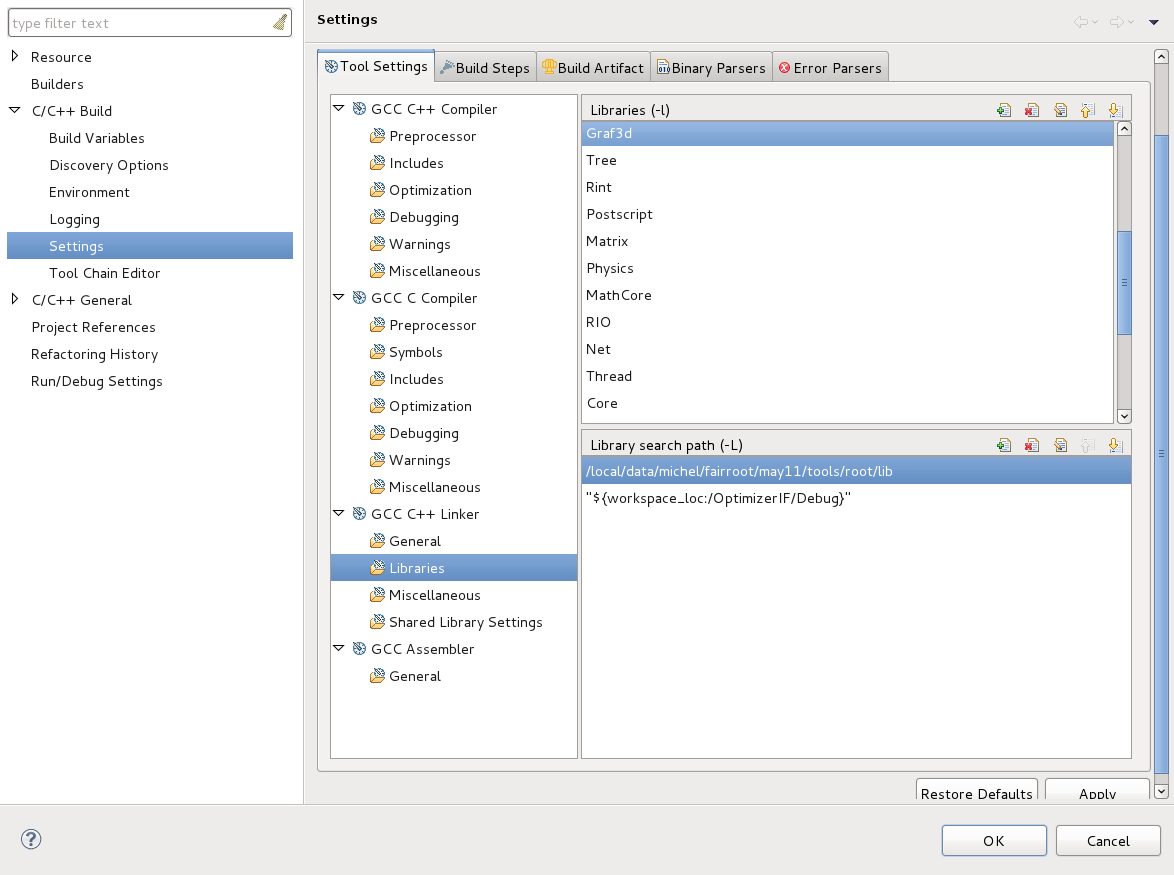 type filter text
Resource
Builders
C/C++ Build
Build Variables
Discovery Options
Environment
Logging
Settings
Tool Chain Editor
C/C++ General
Project References
Refactoring History
Run/Debug Settings
Settings
Tool Settings
Build Steps
Build Artifact
Binary Parsers
Error Parsers
GCC C++ Compiler
Preprocessor
Includes
Optimization
Debugging
Warnings
Miscellaneous
GCC C Compiler
Preprocessor
Symbols
Includes
Optimization
Debugging
Warnings
Miscellaneous
GCC C++ Linker
General
Libraries
Miscellaneous
Shared Library Settings
GCC Assembler
General
Libraries (-l)
Graf3d
Tree
Rint
Postscript
Matrix
Physics
MathCore
RIO
Net
Thread
Core
Library search path (-L)
/local/data/michel/fairroot/may11/tools/root/lib
"${workspace_loc:/OptimizerIF/Debug}"
Restore Defaults
Apply
OK
Cancel